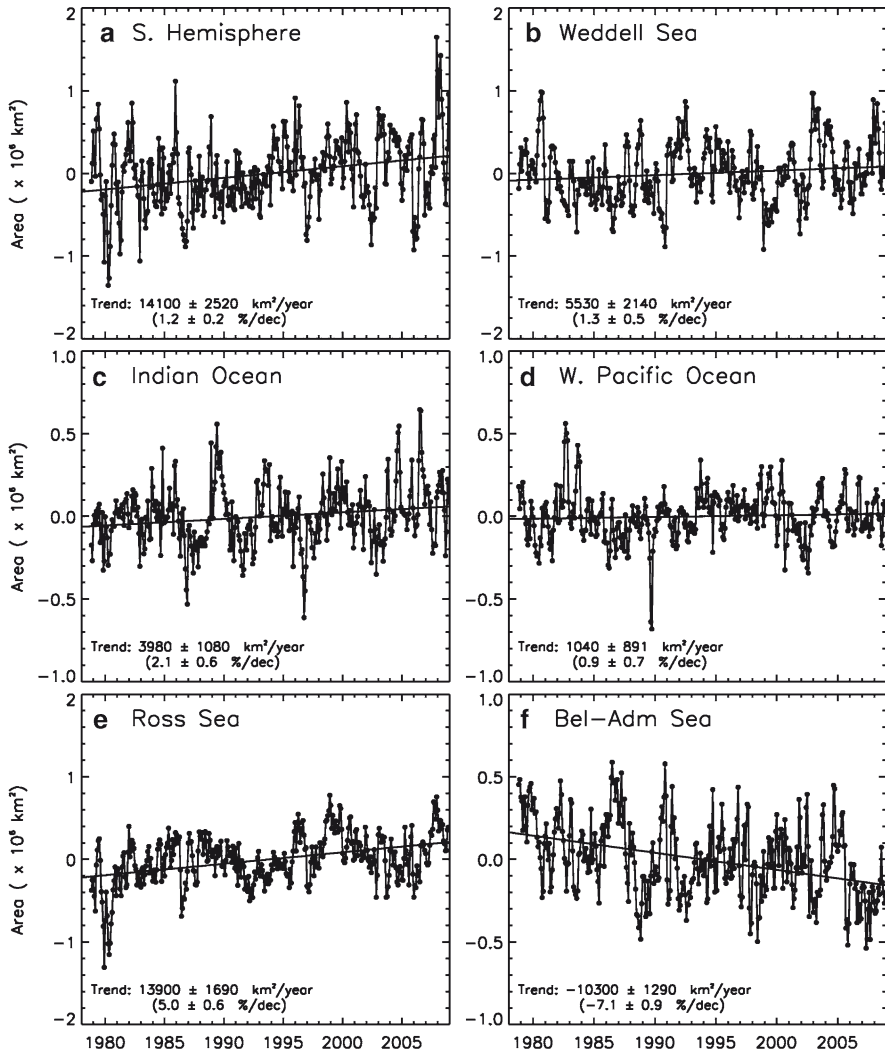 a S. Hemisphere
2
1
0
−1
−2
Area ( x 10⁶ km²)
Trend: 14100 ± 2520 km²/year
(1.2 ± 0.2 %/dec)
b Weddell Sea
2
1
0
−1
−2
Trend: 5530 ± 2140 km²/year
(1.3 ± 0.5 %/dec)
c Indian Ocean
1.0
0.5
0.0
−0.5
−1.0
Area ( x 10⁶ km²)
Trend: 3980 ± 1080 km²/year
(2.1 ± 0.6 %/dec)
d W. Pacific Ocean
1.0
0.5
0.0
−0.5
−1.0
Trend: 1040 ± 891 km²/year
(0.9 ± 0.7 %/dec)
e Ross Sea
2
1
0
−1
−2
Area ( x 10⁶ km²)
Trend: 13900 ± 1690 km²/year
(5.0 ± 0.6 %/dec)
1980 1985 1990 1995 2000 2005
f Bel−Adm Sea
1.0
0.5
0.0
−0.5
−1.0
Trend: −10300 ± 1290 km²/year
(−7.1 ± 0.9 %/dec)
1980 1985 1990 1995 2000 2005